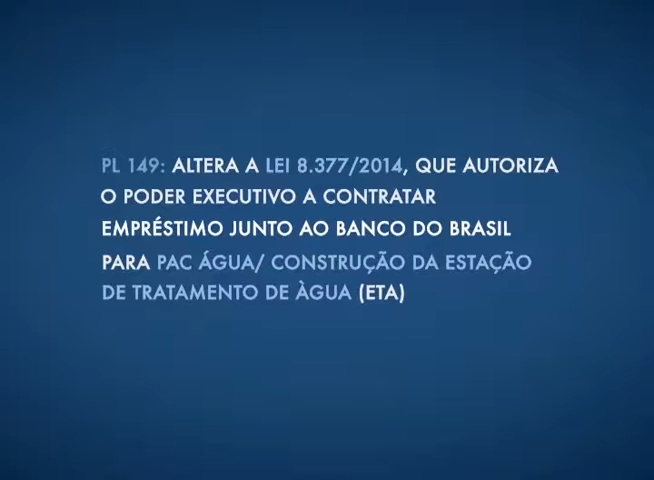 PL 149: ALTERA A LEI 8.377/2014, QUE AUTORIZA
O PODER EXECUTIVO A CONTRATAR
EMPRÉSTIMO JUNTO AO BANCO DO BRASIL
PARA PAC ÁGUA/ CONSTRUÇÃO DA ESTAÇÃO
DE TRATAMENTO DE ÀGUA (ETA)